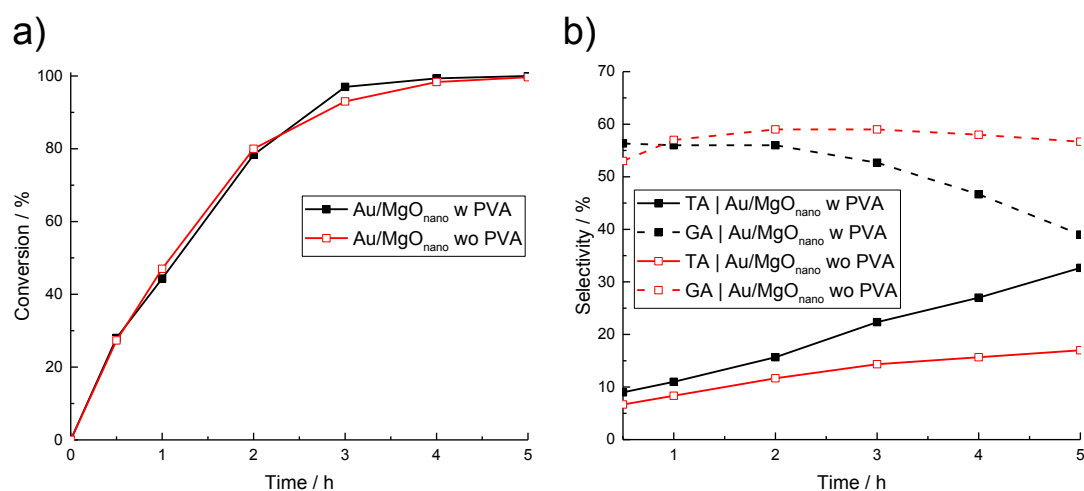 a)
100
80
60
40
20
0
Conversion / %
0 1 2 3 4 5
Time / h
Au/MgOnano w PVA
Au/MgOnano wo PVA
b)
70
60
50
40
30
20
10
0
Selectivity / %
1 2 3 4 5
Time / h
TA | Au/MgOnano w PVA
GA | Au/MgOnano w PVA
TA | Au/MgOnano wo PVA
GA | Au/MgOnano wo PVA